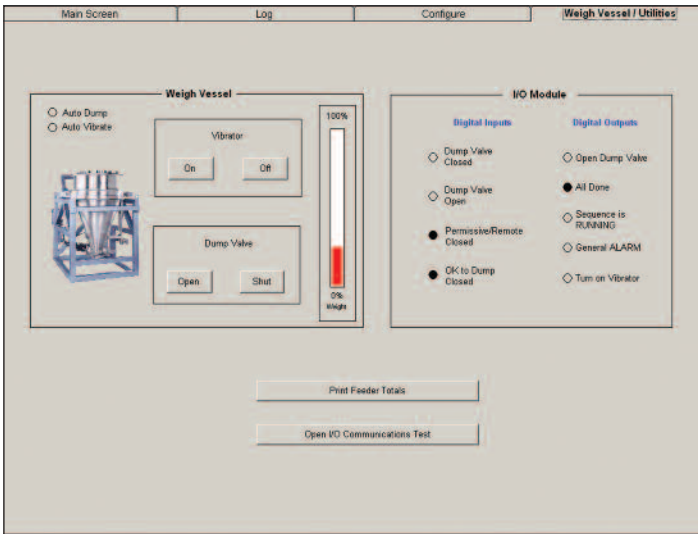 Main Screen
Log
Configure
Weigh Vessel / Utilities
Weigh Vessel
Auto Dump
Auto Vibrate
Vibrator
On
Off
Dump Valve
Open
Shut
100%
0%
Weight
I/O Module
Digital Inputs
Dump Valve
Closed
Dump Valve
Open
Permissive/Remote
Closed
OK to Dump
Closed
Digital Outputs
Open Dump Valve
All Done
Sequence is
RUNNING
General ALARM
Turn on Vibrator
Print Feeder Totals
Open I/O Communications Test